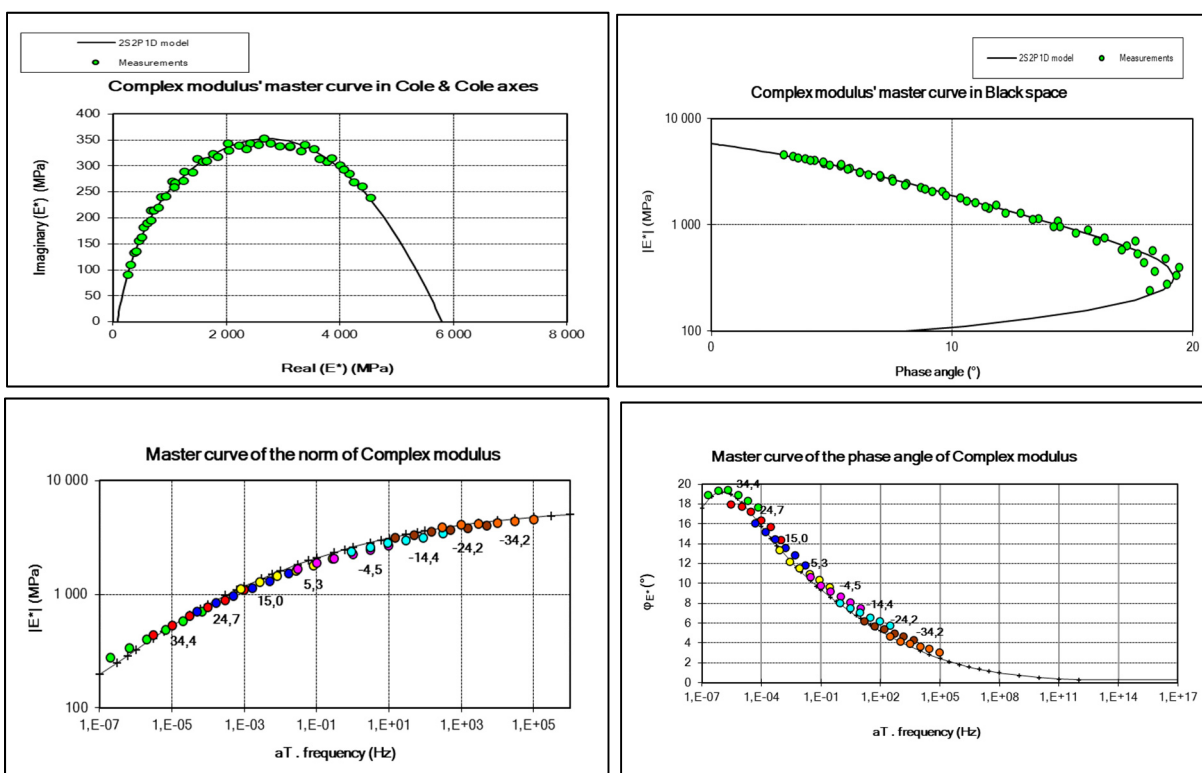 2S2P1D model
Measurements
Complex modulus' master curve in Cole & Cole axes
Imaginary (E*) (MPa)
400
350
300
250
200
150
100
50
0
0 2 000 4 000 6 000 8 000
Real (E*) (MPa)
2S2P1D model Measurements
Complex modulus' master curve in Black space
|E*| (MPa)
10 000
1 000
100
0 10 20
Phase angle (°)
Master curve of the norm of Complex modulus
|E*| (MPa)
10 000
1 000
100
34,4
24,7
15,0
5,3
-4,5
-14,4
-24,2
-34,2
1,E-07 1,E-05 1,E-03 1,E-01 1,E+01 1,E+03 1,E+05
aT . frequency (Hz)
Master curve of the phase angle of Complex modulus
φE* (°)
20
18
16
14
12
10
8
6
4
2
0
34,4
24,7
15,0
5,3
-4,5
-14,4
-24,2
-34,2
1,E-07 1,E-04 1,E-01 1,E+02 1,E+05 1,E+08 1,E+11 1,E+14 1,E+17
aT . frequency (Hz)